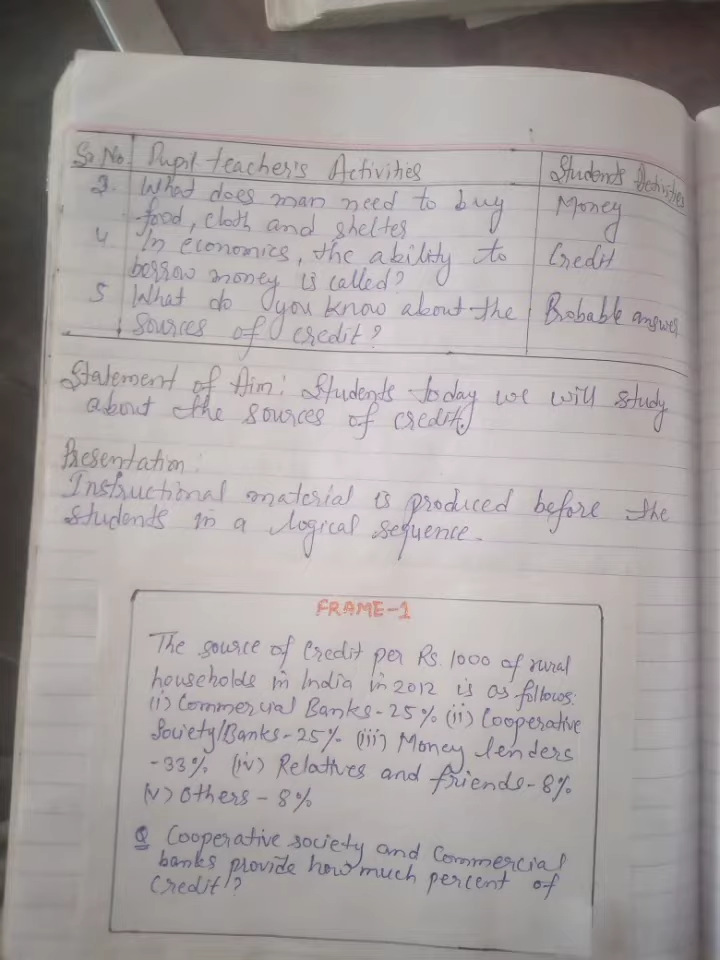 Sr.No. Pupil teacher's Activities Students Activities
3. What does man need to buy Money
food, cloth and shelter
4 In economics, the ability to Credit
borrow money is called?
5 What do you know about the Probable answer
sources of credit?
Statement of Aim: Students today we will study
about the sources of credit.
Presentation:
Instructional material is produced before the
students in a logical sequence.
FRAME-1
The source of Credit per Rs. 1000 of rural
households in India in 2012 is as follows:
(i) Commercial Banks - 25% (ii) Cooperative
Society/Banks - 25% (iii) Money lenders
- 33% (iv) Relatives and friends - 8%
(v) Others - 8%
Q Cooperative society and Commercial
banks provide how much percent of
Credit?